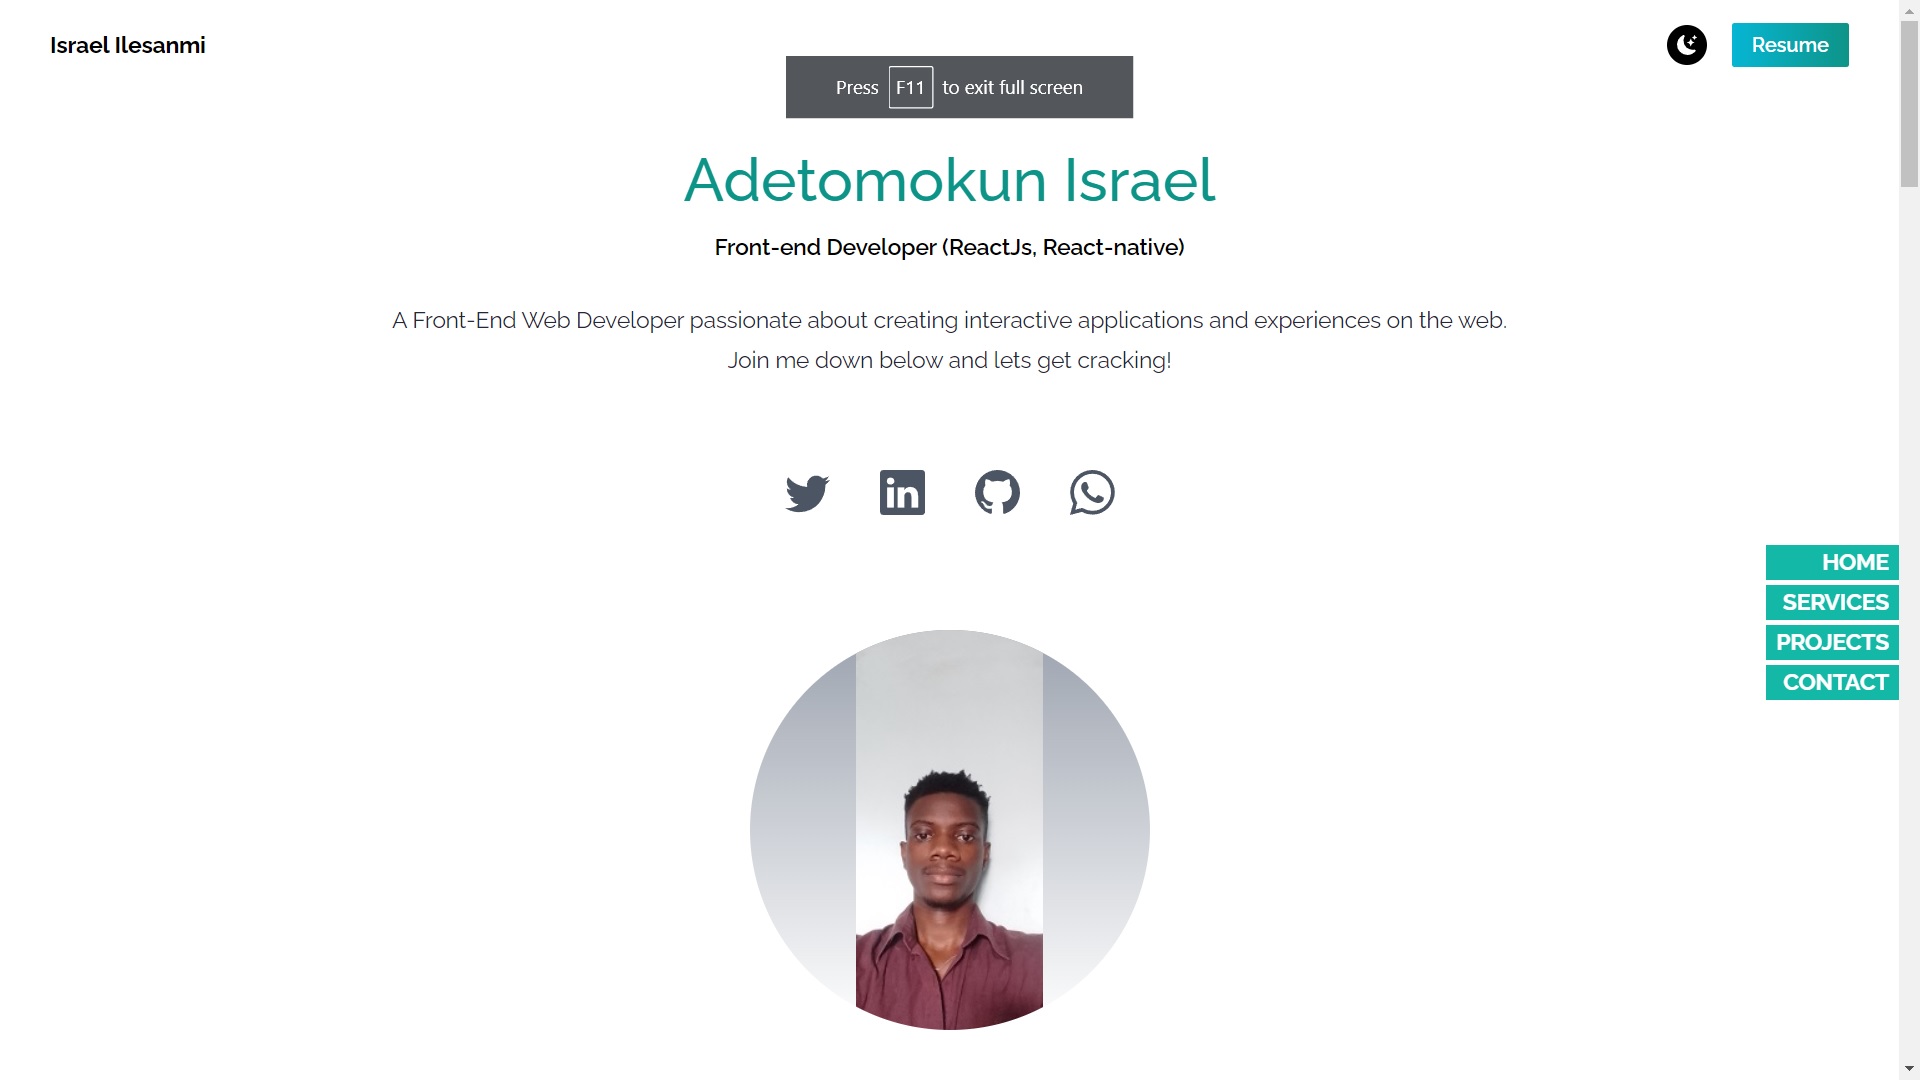 Israel Ilesanmi
Resume
Press F11 to exit full screen
Adetomokun Israel
Front-end Developer (ReactJs, React-native)
A Front-End Web Developer passionate about creating interactive applications and experiences on the web.
Join me down below and lets get cracking!
in
HOME
SERVICES
PROJECTS
CONTACT